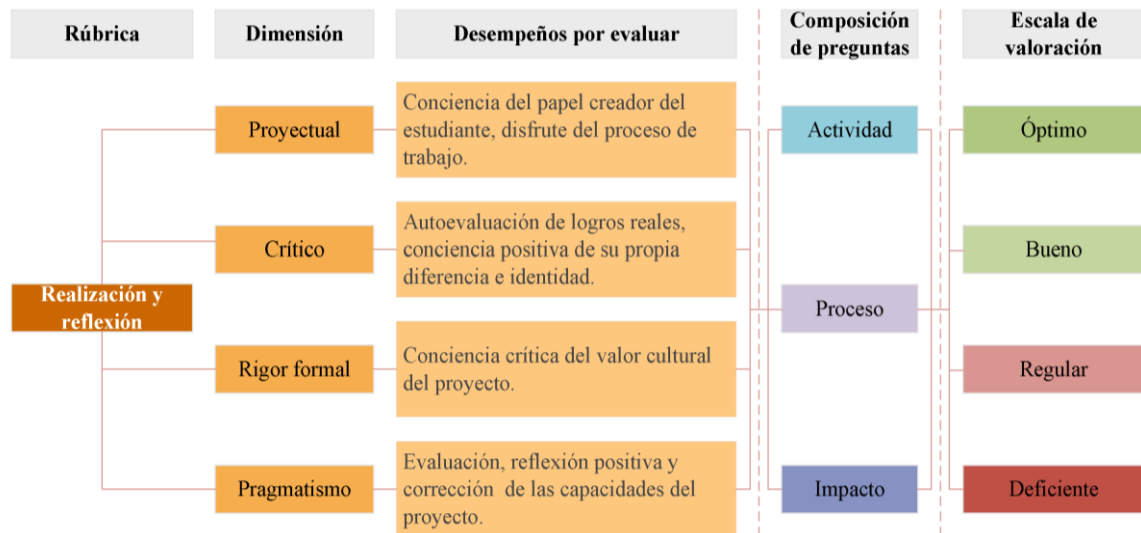 Rúbrica
Dimensión
Desempeños por evaluar
Composición
de preguntas
Escala de
valoración
Realización y
reflexión
Proyectual
Conciencia del papel creador del
estudiante, disfrute del proceso de
trabajo.
Crítico
Autoevaluación de logros reales,
conciencia positiva de su propia
diferencia e identidad.
Rigor formal
Conciencia crítica del valor cultural
del proyecto.
Pragmatismo
Evaluación, reflexión positiva y
corrección de las capacidades del
proyecto.
Actividad
Proceso
Impacto
Óptimo
Bueno
Regular
Deficiente